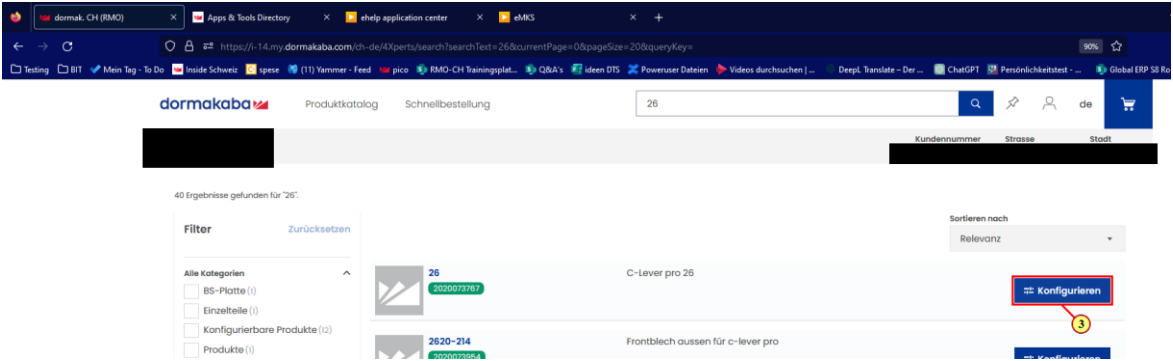 dormak. CH (RMO) Apps & Tools Directory ehelp application center eMKS
https://i-14.my.dormakaba.com/ch-de/4Xperts/search?searchText=26&currentPage=0&pageSize=20&queryKey= 90%
Testing BIT Mein Tag - To Do Inside Schweiz spese (11) Yammer - Feed pico RMO-CH Trainingsplat... Q&A's ideen DTS Poweruser Dateien Videos durchsuchen | ... DeepL Translate – Der ... ChatGPT Persönlichkeitstest - ... Global ERP S8 Ro
dormakaba Produktkatalog Schnellbestellung 26 de
Kundennummer Strasse Stadt
40 Ergebnisse gefunden für "26".
Sortieren nach
Filter Zurücksetzen
Relevanz
Alle Kategorien 26 C-Lever pro 26
BS-Platte (1) 2020073767 Konfigurieren
Einzelteile (1)
Konfigurierbare Produkte (12) 3
Produkte (1) 2620-214 Frontblech aussen für c-lever pro
2020073954 Konfigurieren